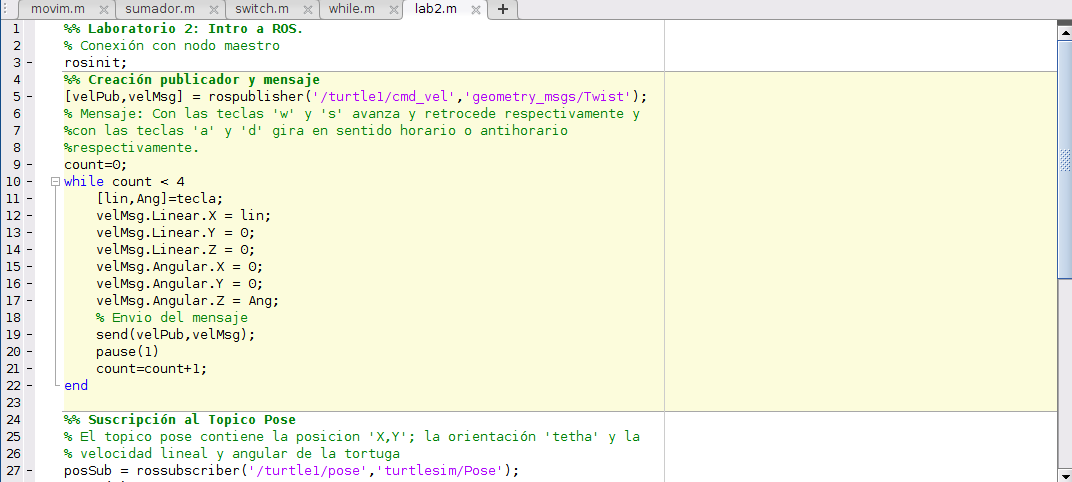 movim.m sumador.m switch.m while.m lab2.m
1 %% Laboratorio 2: Intro a ROS.
2 % Conexión con nodo maestro
3 - rosinit;
4 %% Creación publicador y mensaje
5 - [velPub,velMsg] = rospublisher('/turtle1/cmd_vel','geometry_msgs/Twist');
6 % Mensaje: Con las teclas 'w' y 's' avanza y retrocede respectivamente y
7 %con las teclas 'a' y 'd' gira en sentido horario o antihorario
8 %respectivamente.
9 - count=0;
10 - while count < 4
11 - [lin,Ang]=tecla;
12 - velMsg.Linear.X = lin;
13 - velMsg.Linear.Y = 0;
14 - velMsg.Linear.Z = 0;
15 - velMsg.Angular.X = 0;
16 - velMsg.Angular.Y = 0;
17 - velMsg.Angular.Z = Ang;
18 % Envio del mensaje
19 - send(velPub,velMsg);
20 - pause(1)
21 - count=count+1;
22 - end
23
24 %% Suscripción al Topico Pose
25 % El topico pose contiene la posicion 'X,Y'; la orientación 'tetha' y la
26 % velocidad lineal y angular de la tortuga
27 - posSub = rossubscriber('/turtle1/pose','turtlesim/Pose');